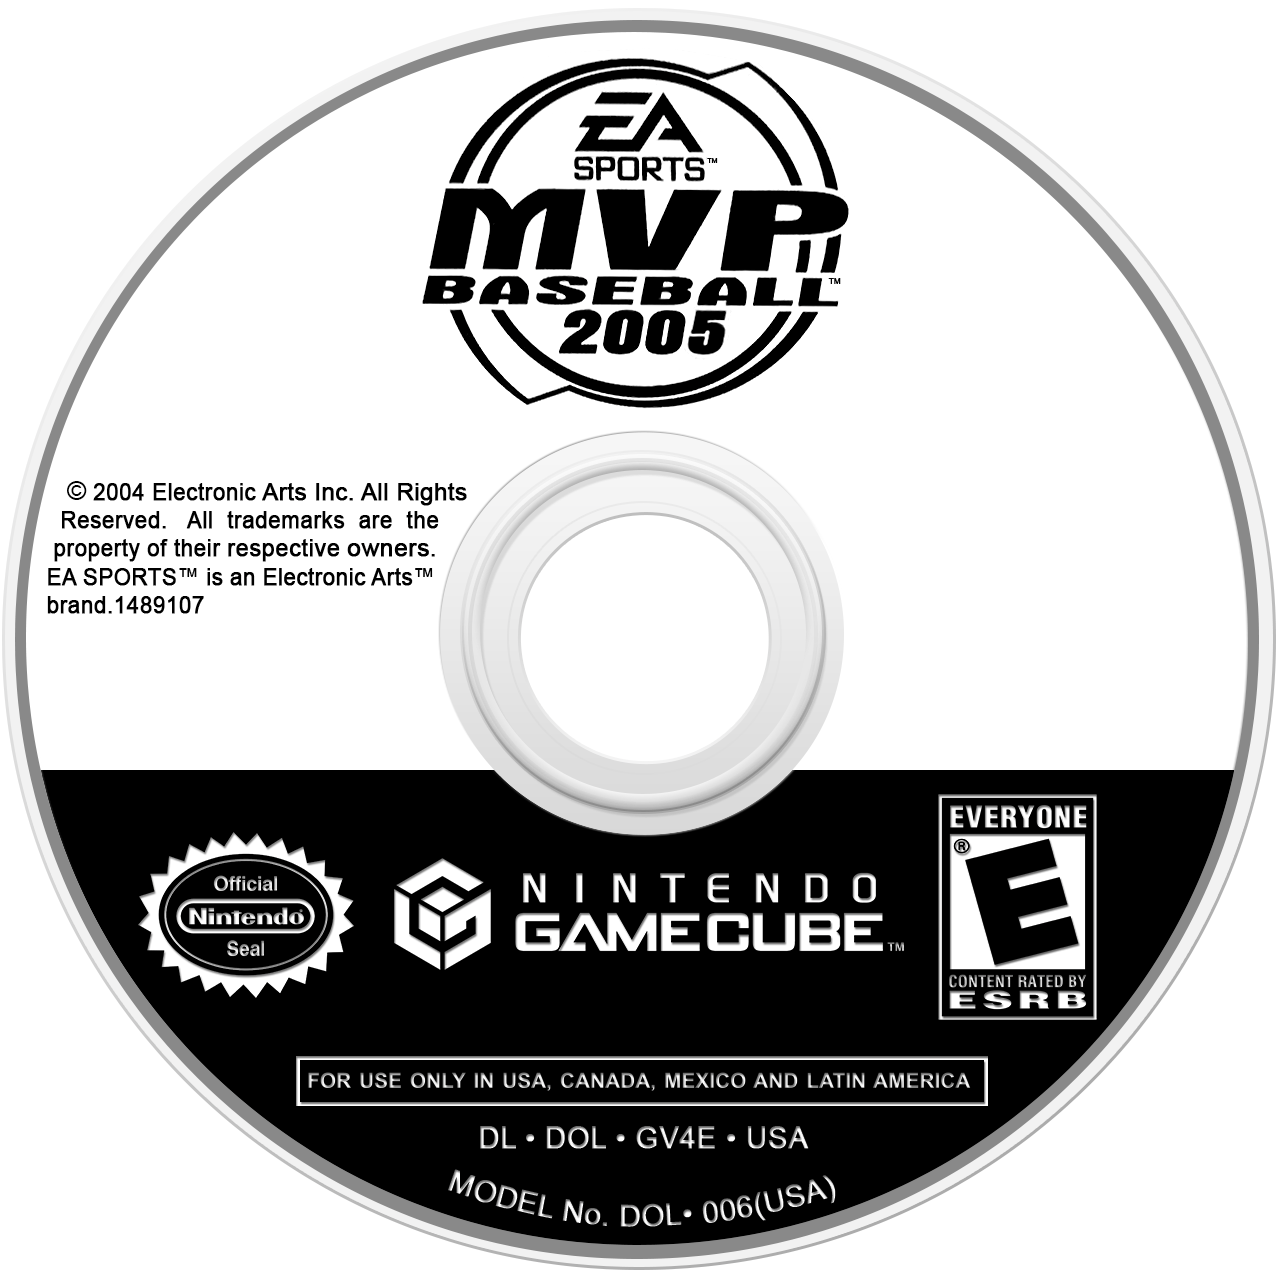 EA
SPORTS™
MVP
BASEBALL™
2005
© 2004 Electronic Arts Inc. All Rights
Reserved. All trademarks are the
property of their respective owners.
EA SPORTS™ is an Electronic Arts™
brand.1489107
Official
Nintendo®
Seal
NINTENDO
GAMECUBE™
EVERYONE
®
E
CONTENT RATED BY
ESRB
FOR USE ONLY IN USA, CANADA, MEXICO AND LATIN AMERICA
DL • DOL • GV4E • USA
MODEL No. DOL• 006(USA)